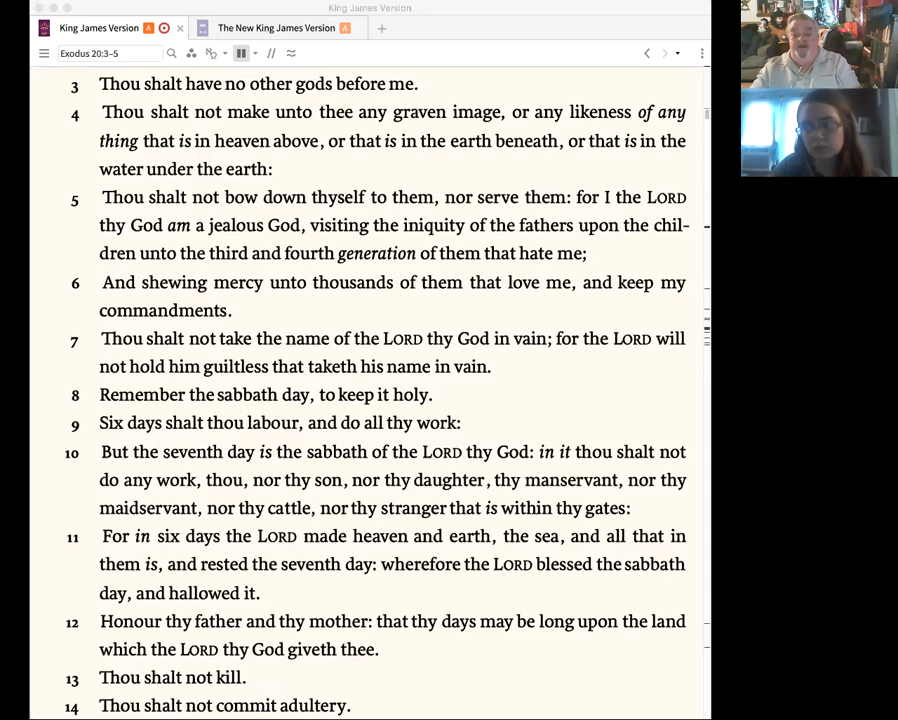 King James Version
King James Version A
The New King James Version A
Exodus 20:3–5
3 Thou shalt have no other gods before me.
4 Thou shalt not make unto thee any graven image, or any likeness of any
thing that is in heaven above, or that is in the earth beneath, or that is in the
water under the earth:
5 Thou shalt not bow down thyself to them, nor serve them: for I the LORD
thy God am a jealous God, visiting the iniquity of the fathers upon the chil-
dren unto the third and fourth generation of them that hate me;
6 And shewing mercy unto thousands of them that love me, and keep my
commandments.
7 Thou shalt not take the name of the LORD thy God in vain; for the LORD will
not hold him guiltless that taketh his name in vain.
8 Remember the sabbath day, to keep it holy.
9 Six days shalt thou labour, and do all thy work:
10 But the seventh day is the sabbath of the LORD thy God: in it thou shalt not
do any work, thou, nor thy son, nor thy daughter, thy manservant, nor thy
maidservant, nor thy cattle, nor thy stranger that is within thy gates:
11 For in six days the LORD made heaven and earth, the sea, and all that in
them is, and rested the seventh day: wherefore the LORD blessed the sabbath
day, and hallowed it.
12 Honour thy father and thy mother: that thy days may be long upon the land
which the LORD thy God giveth thee.
13 Thou shalt not kill.
14 Thou shalt not commit adultery.